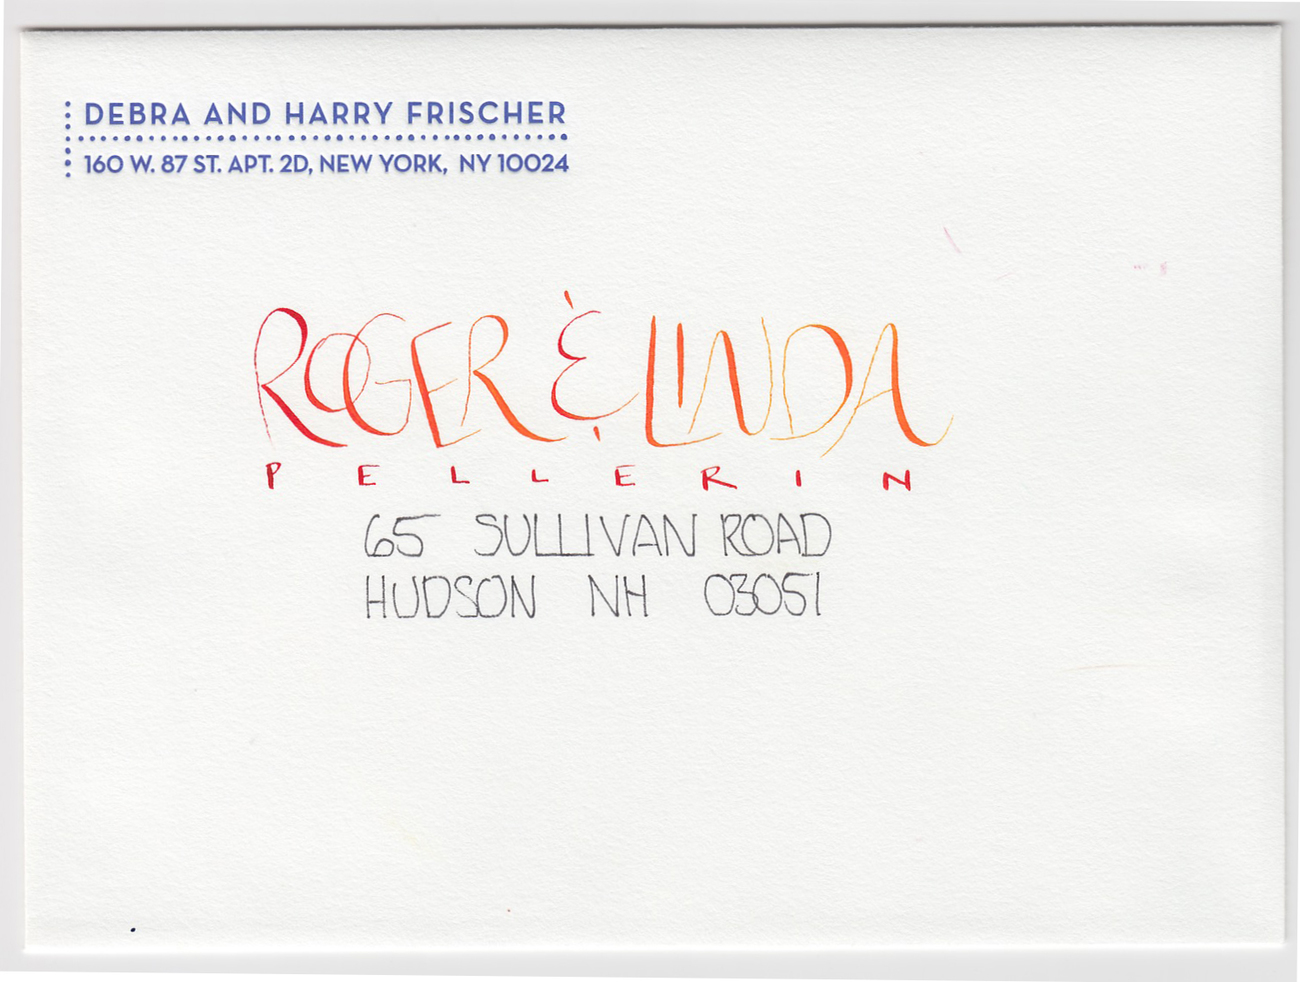 DEBRA AND HARRY FRISCHER
160 W. 87 ST. APT. 2D, NEW YORK, NY 10024
ROGER & LINDA
PELLERIN
65 SULLIVAN ROAD
HUDSON NH 03051